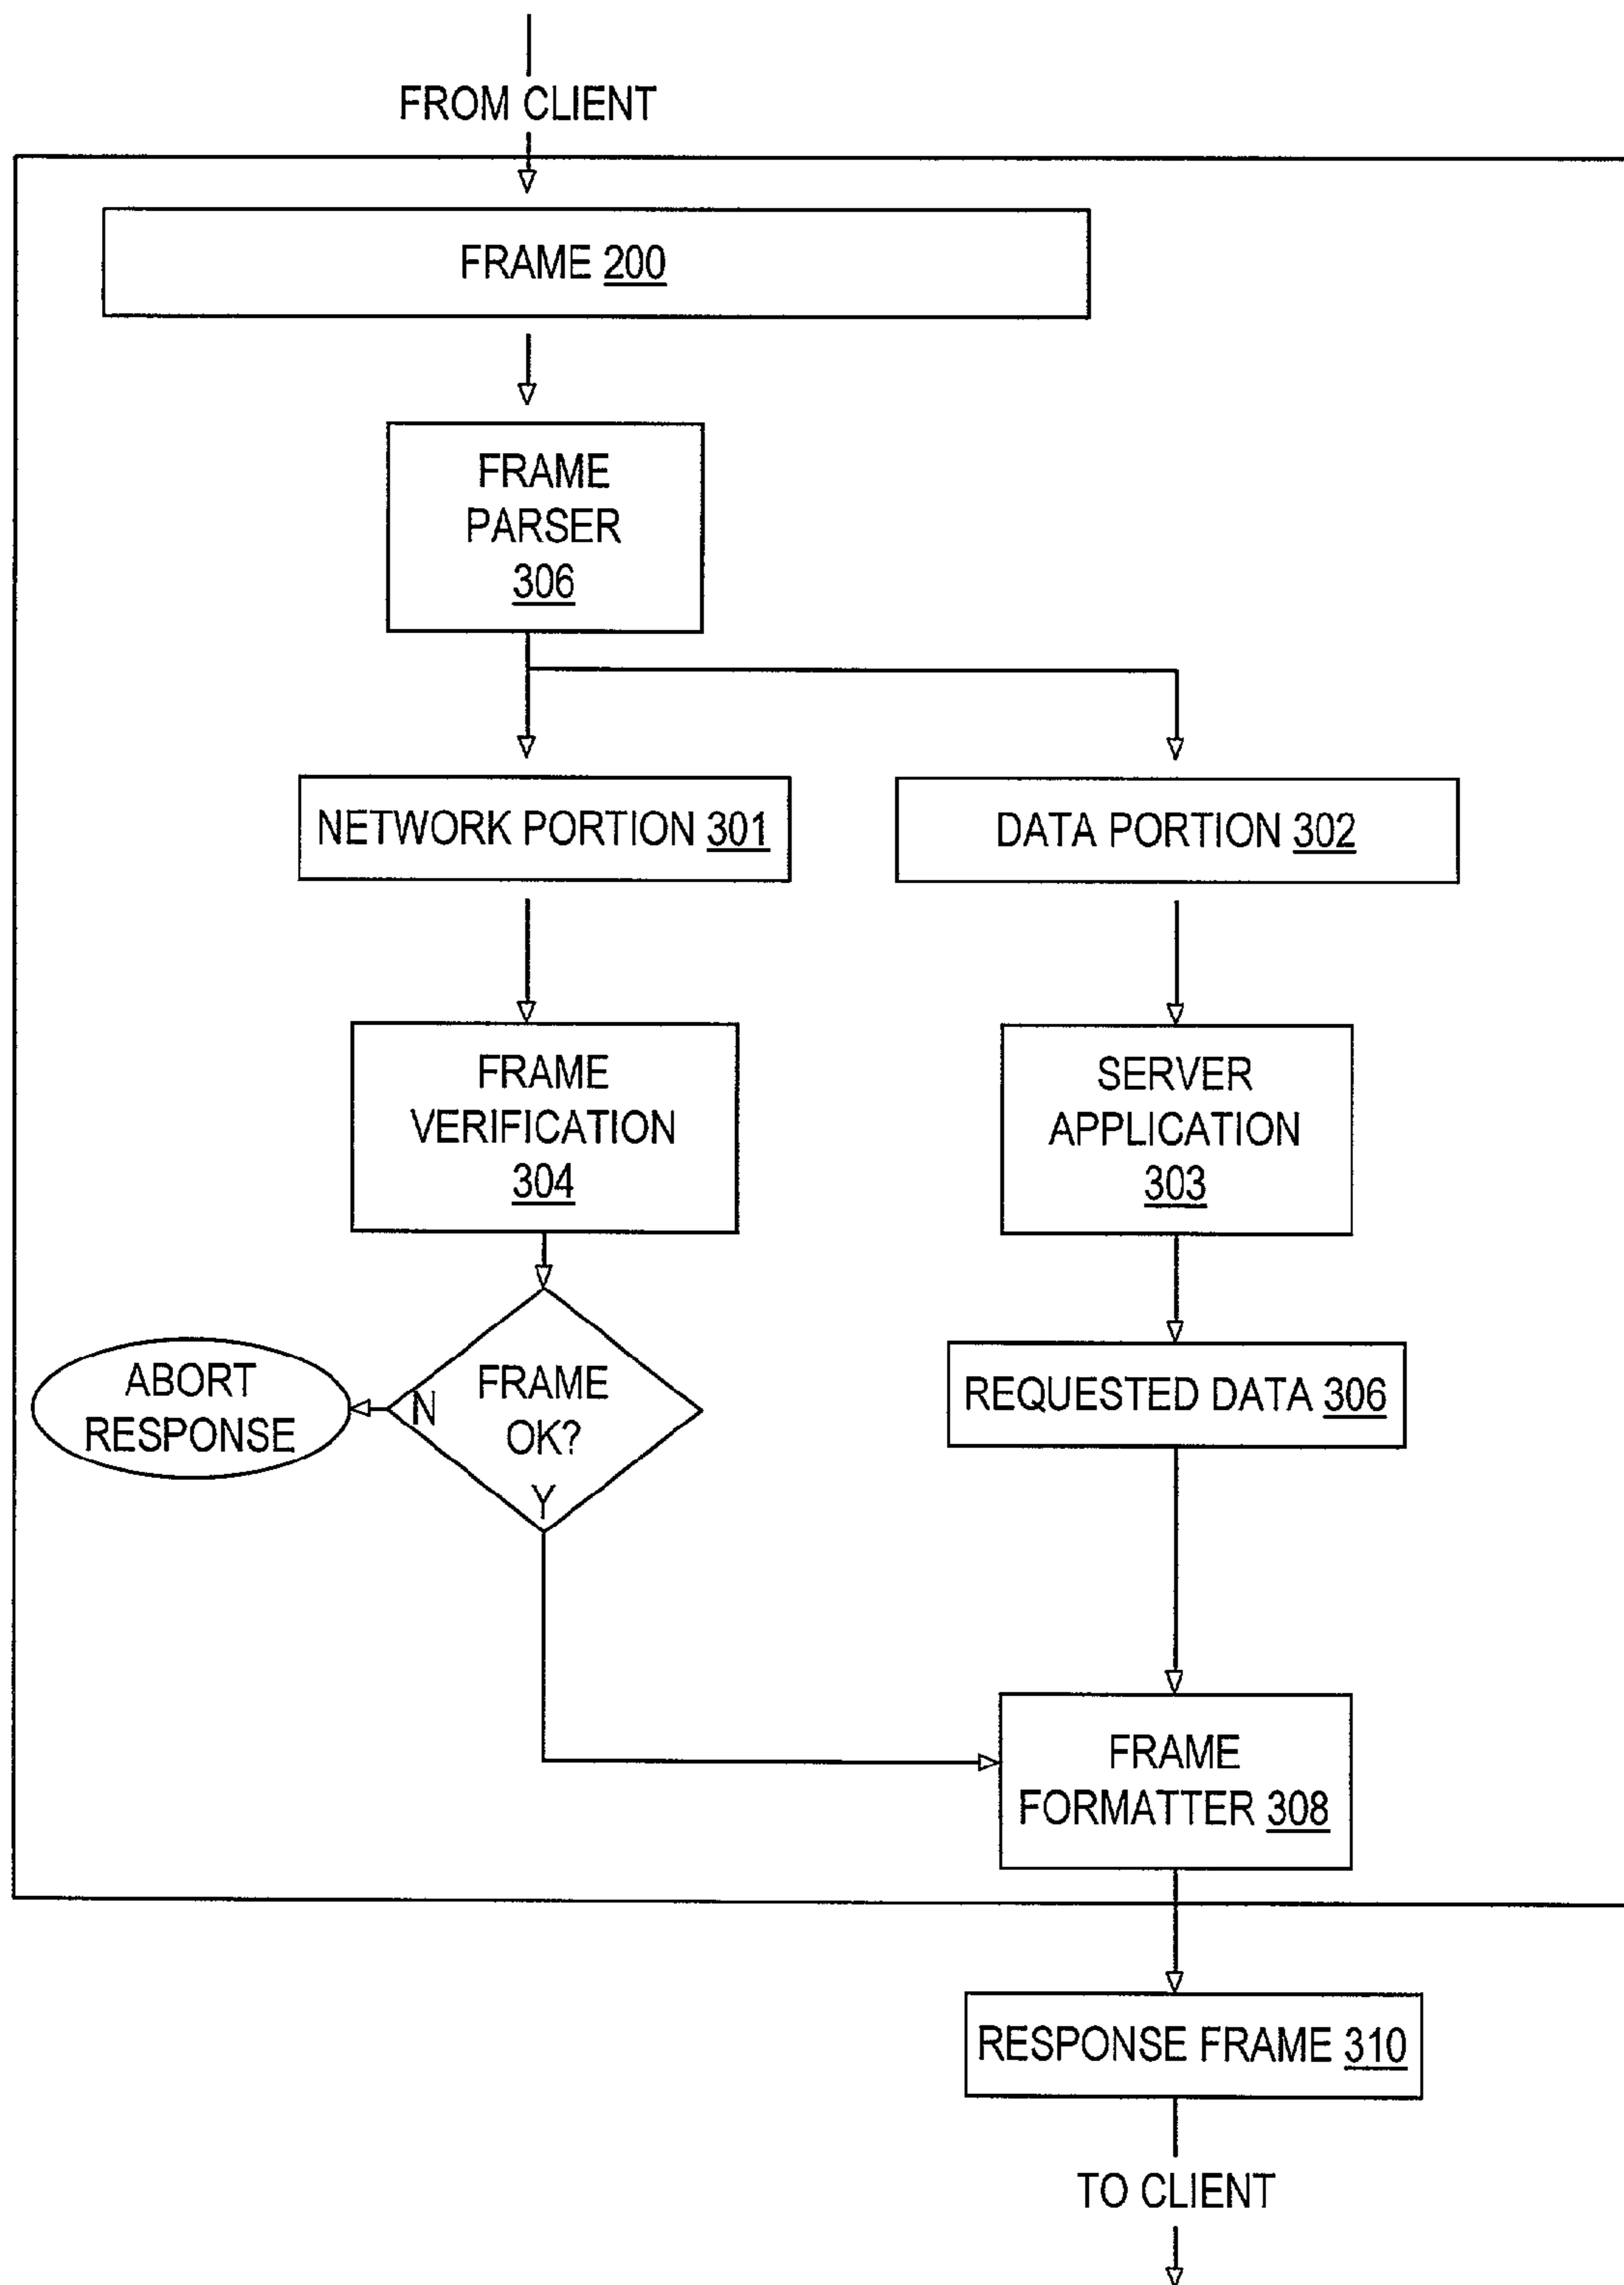 FROM CLIENT
FRAME 200
FRAME
PARSER
306
NETWORK PORTION 301
DATA PORTION 302
FRAME
VERIFICATION
304
SERVER
APPLICATION
303
ABORT
RESPONSE
N
FRAME
OK?
Y
REQUESTED DATA 306
FRAME
FORMATTER 308
RESPONSE FRAME 310
TO CLIENT